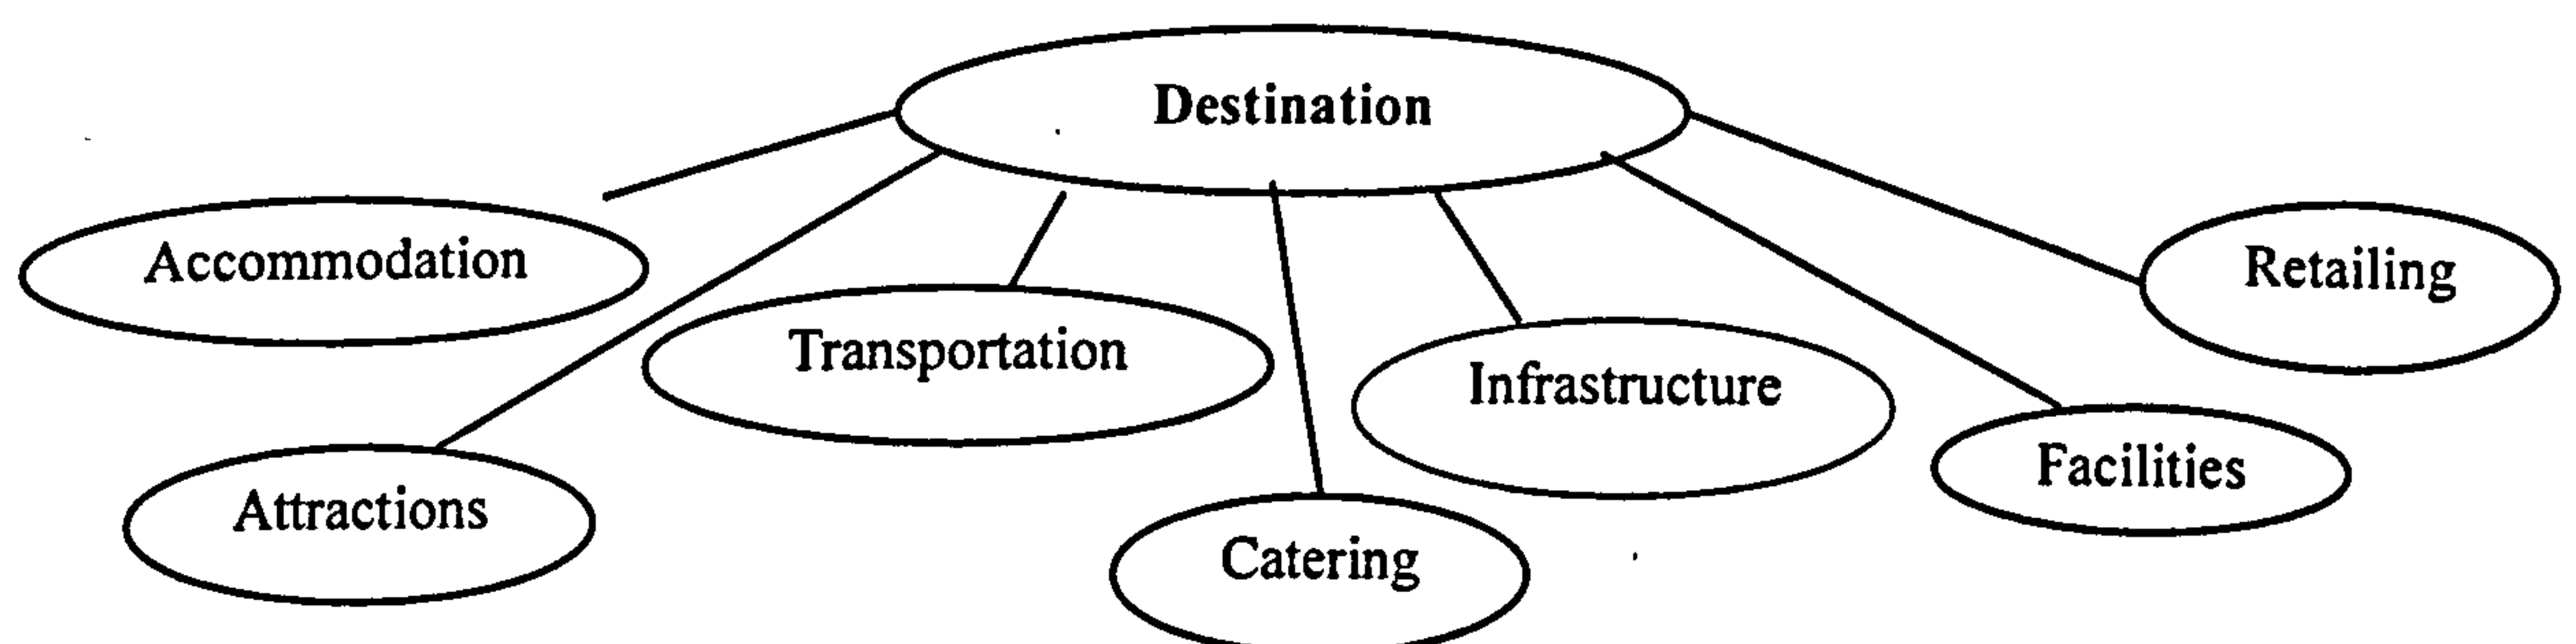 Destination
Accommodation
Retailing
Transportation
Infrastructure
Facilities
Attractions
Catering